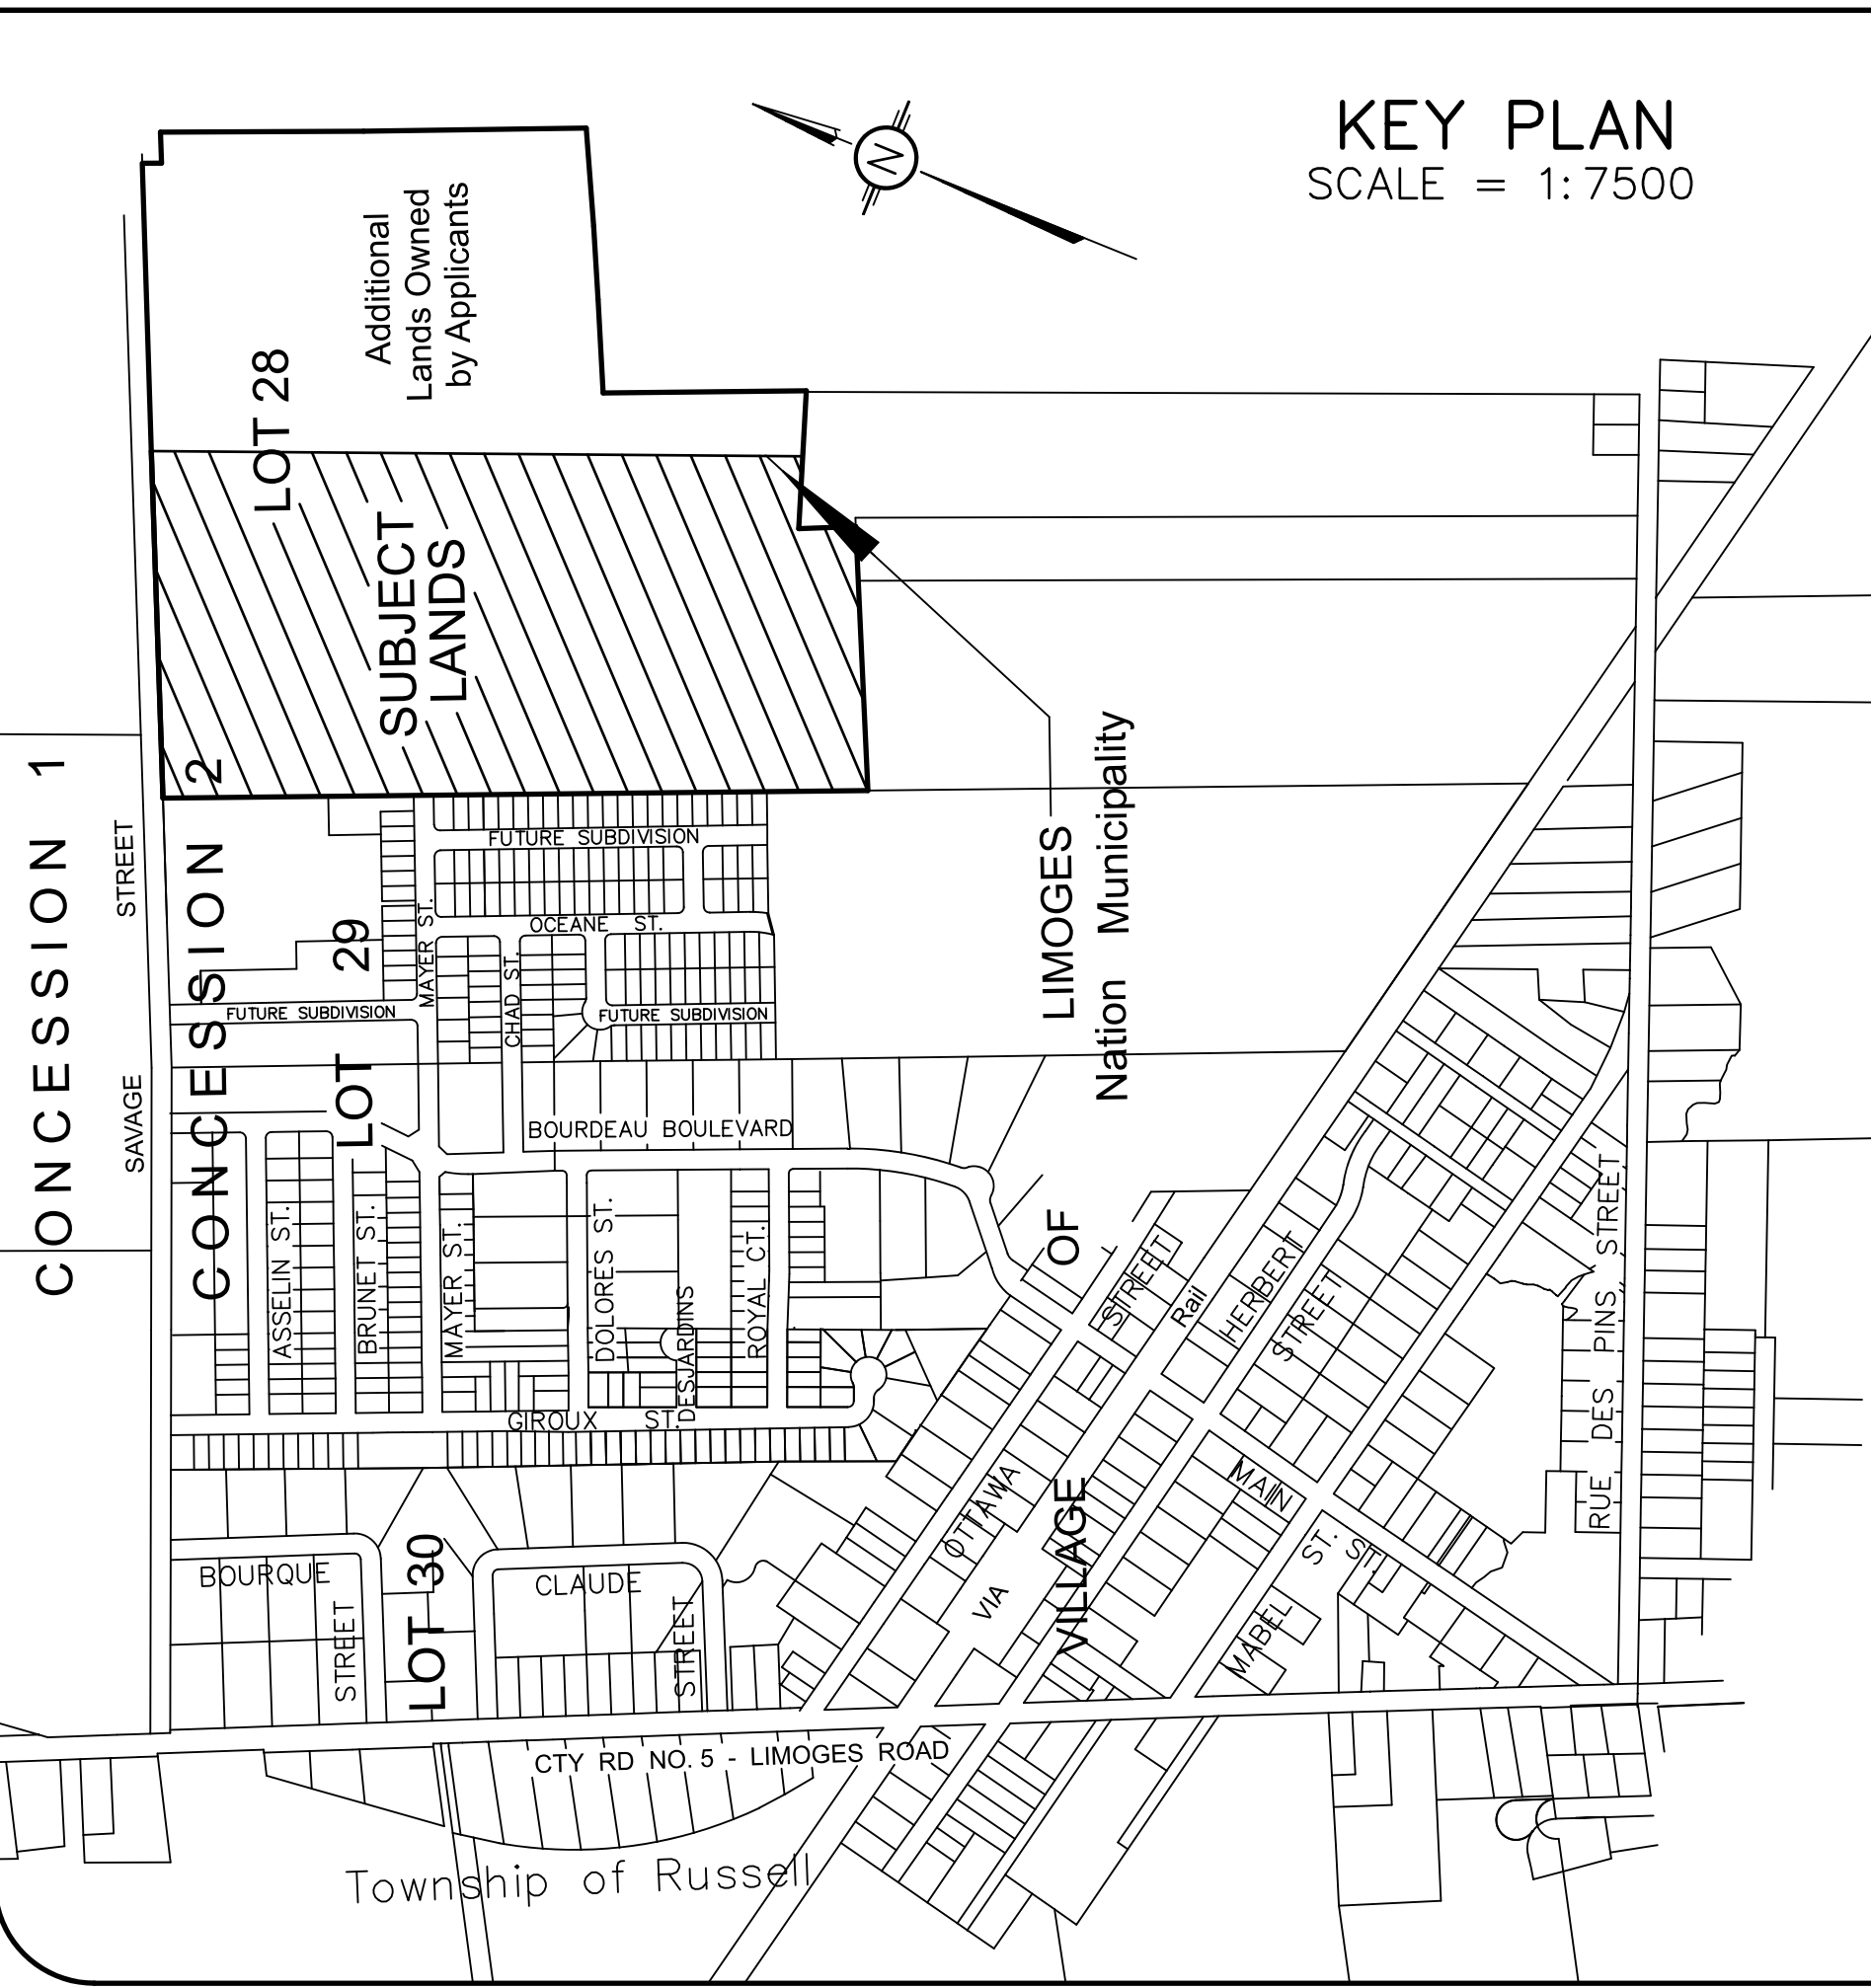 KEY PLAN
SCALE = 1:7500
N
Additional
Lands Owned
by Applicants
LOT 28
SUBJECT
LANDS
CONCESSION 1
SAVAGE STREET
CONCESSION 2
LOT 29
FUTURE SUBDIVISION
OCEANE ST.
MAYER ST.
CHAD ST.
FUTURE SUBDIVISION
FUTURE SUBDIVISION
BOURDEAU BOULEVARD
VILLAGE OF LIMOGES
Nation Municipality
ASSELIN ST.
BRUNET ST.
MAYER ST.
DOLORES ST.
DESJARDINS
ROYAL CT.
GIROUX ST.
OTTAWA STREET
VIA Rail
HERBERT
STREET
MAIN ST.
MABEL ST.
RUE DES PINS STREET
LOT 30
BOURQUE
STREET
CLAUDE
STREET
CTY RD NO. 5 - LIMOGES ROAD
Township of Russell